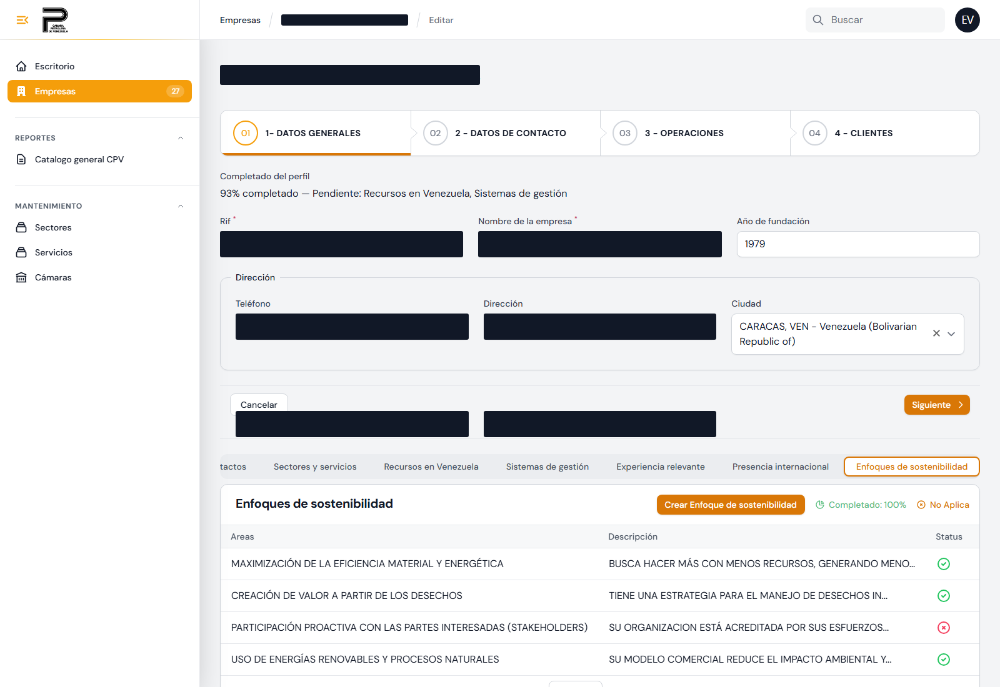 CAMARA
PETROLERA
DE VENEZUELA
Empresas
Editar
Buscar
EV
Escritorio
Empresas
27
REPORTES
Catalogo general CPV
MANTENIMIENTO
Sectores
Servicios
Cámaras
01
1- DATOS GENERALES
02
2 - DATOS DE CONTACTO
03
3 - OPERACIONES
04
4 - CLIENTES
Completado del perfil
93% completado — Pendiente: Recursos en Venezuela, Sistemas de gestión
Rif *
Nombre de la empresa *
Año de fundación
1979
Dirección
Teléfono
Dirección
Ciudad
CARACAS, VEN - Venezuela (Bolivarian
Republic of)
Cancelar
Siguiente
tactos
Sectores y servicios
Recursos en Venezuela
Sistemas de gestión
Experiencia relevante
Presencia internacional
Enfoques de sostenibilidad
Enfoques de sostenibilidad
Crear Enfoque de sostenibilidad
Completado: 100%
No Aplica
Areas
Descripción
Status
MAXIMIZACIÓN DE LA EFICIENCIA MATERIAL Y ENERGÉTICA
BUSCA HACER MÁS CON MENOS RECURSOS, GENERANDO MENO...
CREACIÓN DE VALOR A PARTIR DE LOS DESECHOS
TIENE UNA ESTRATEGIA PARA EL MANEJO DE DESECHOS IN...
PARTICIPACIÓN PROACTIVA CON LAS PARTES INTERESADAS (STAKEHOLDERS)
SU ORGANIZACION ESTÁ ACREDITADA POR SUS ESFUERZOS...
USO DE ENERGÍAS RENOVABLES Y PROCESOS NATURALES
SU MODELO COMERCIAL REDUCE EL IMPACTO AMBIENTAL Y...